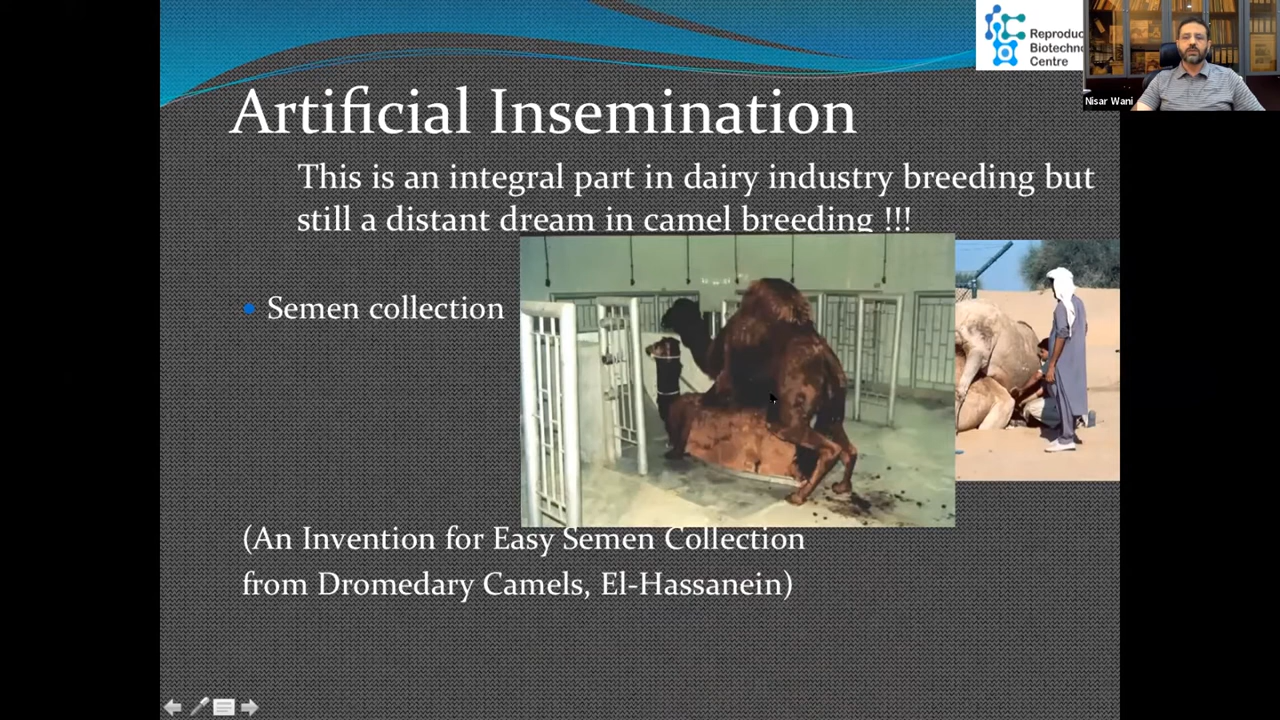 Reproduc
Biotechno
Centre
Nisar Wani
Artificial Insemination
This is an integral part in dairy industry breeding but
still a distant dream in camel breeding !!!
• Semen collection
(An Invention for Easy Semen Collection
from Dromedary Camels, El-Hassanein)